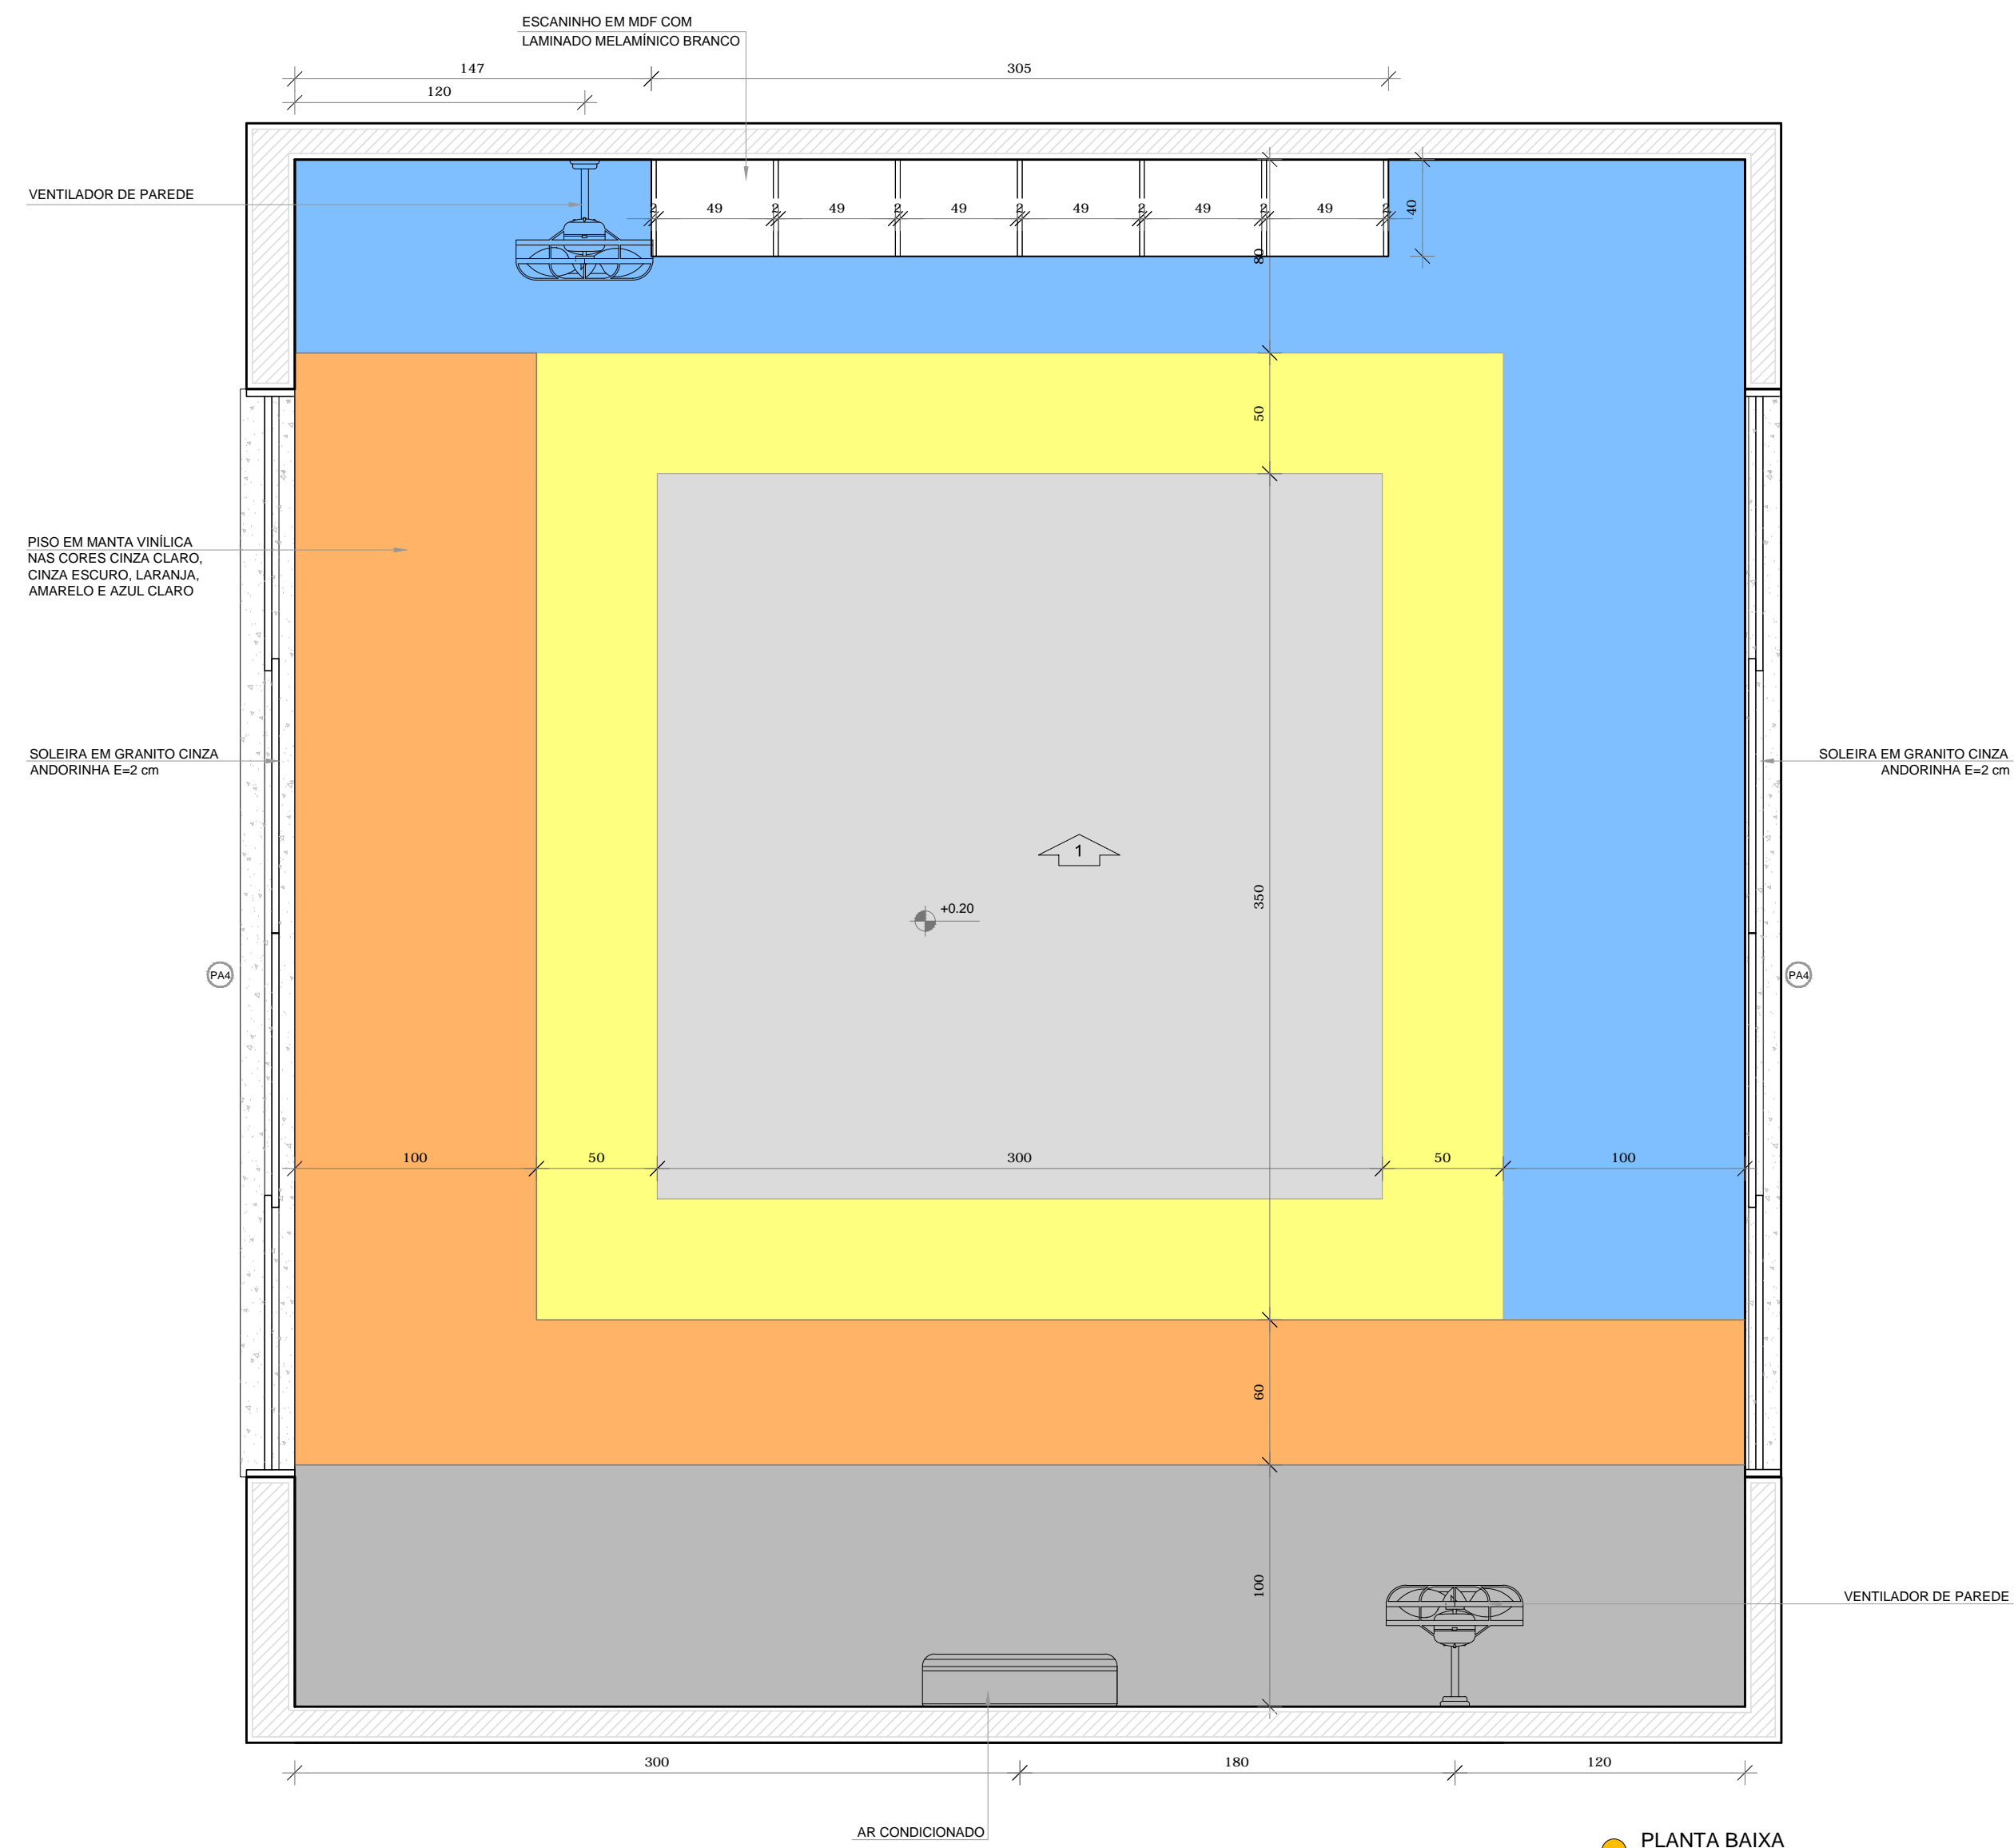 ESCANINHO EM MDF COM
LAMINADO MELAMÍNICO BRANCO
147
305
120
VENTILADOR DE PAREDE
2 49 2 49 2 49 2 49 2 49 2 49 2
40
80
50
PISO EM MANTA VINÍLICA
NAS CORES CINZA CLARO,
CINZA ESCURO, LARANJA,
AMARELO E AZUL CLARO
SOLEIRA EM GRANITO CINZA
ANDORINHA E=2 cm
SOLEIRA EM GRANITO CINZA
ANDORINHA E=2 cm
1
350
+0.20
PA4
PA4
100 50 300 50 100
60
100
VENTILADOR DE PAREDE
300 180 120
AR CONDICIONADO
PLANTA BAIXA